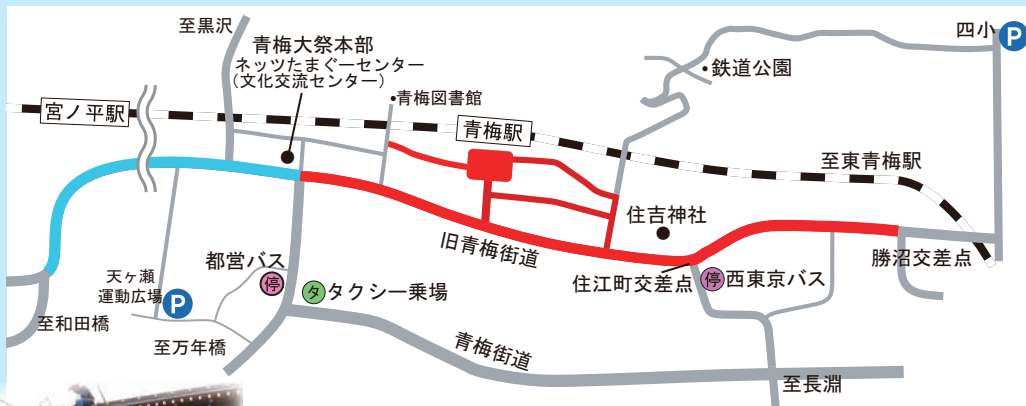 至黒沢
四小
P
青梅大祭本部
ネッツたまぐーセンター
(文化交流センター)
・鉄道公園
・青梅図書館
宮ノ平駅
青梅駅
至東青梅駅
住吉神社
旧青梅街道
勝沼交差点
都営バス
停
天ヶ瀬
運動広場
P
タ
タクシー乗場
住江町交差点
停
西東京バス
至和田橋
至万年橋
青梅街道
至長淵